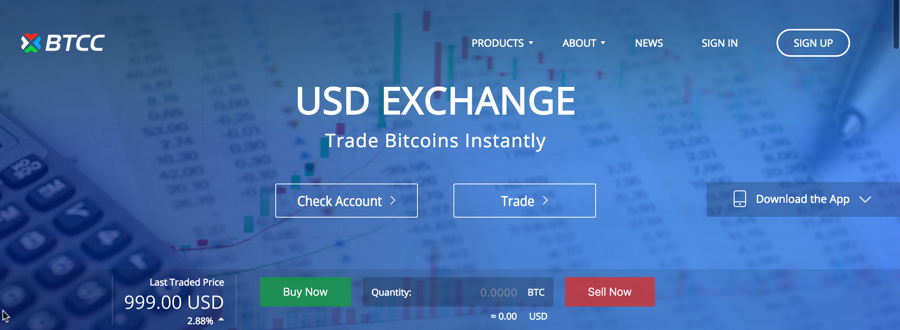 BTCC
PRODUCTS ABOUT NEWS SIGN IN SIGN UP
USD EXCHANGE
Trade Bitcoins Instantly
Check Account Trade
Download the App
Last Traded Price
999.00 USD
2.88%
Buy Now Quantity: 0.0000 BTC Sell Now
≈ 0.00 USD